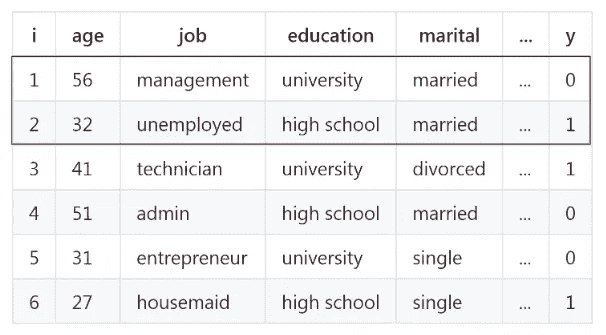 i age job education marital ... y
1 56 management university married ... 0
2 32 unemployed high school married ... 1
3 41 technician university divorced ... 1
4 51 admin high school married ... 0
5 31 entrepreneur university single ... 0
6 27 housemaid high school single ... 1